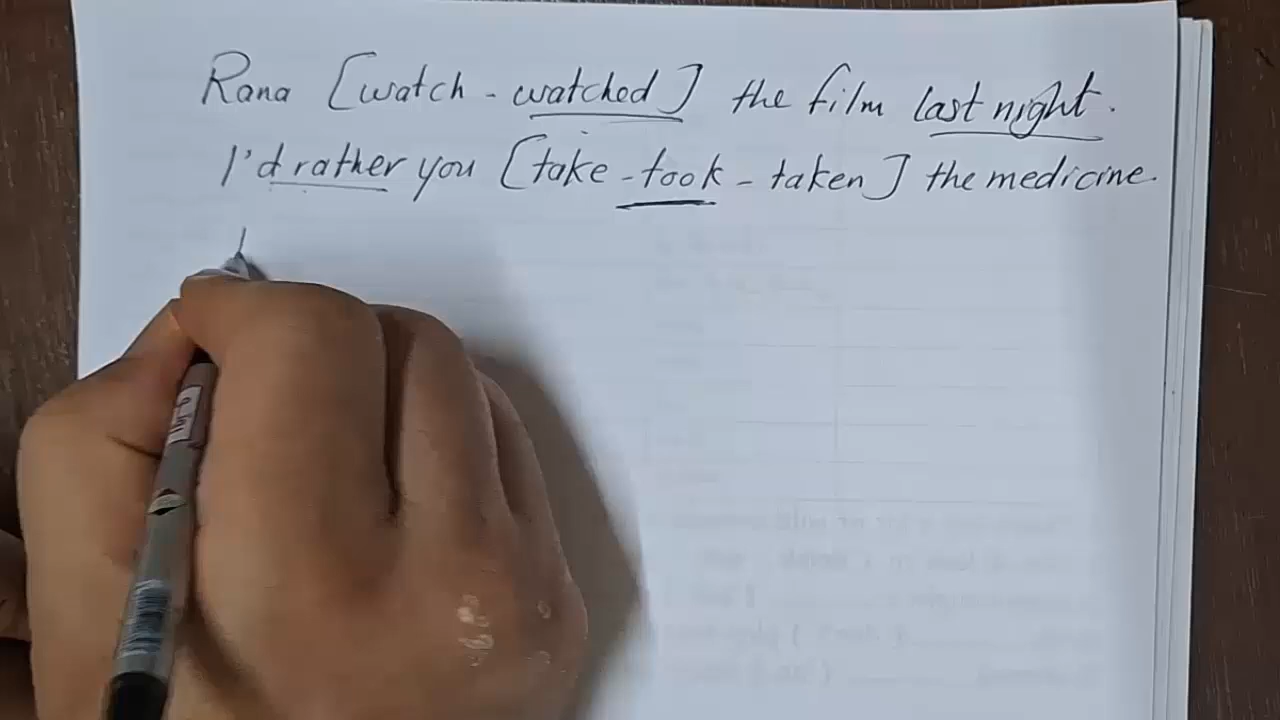 Rana [watch - watched] the film last night.
I'd rather you [take - took - taken] the medicine.